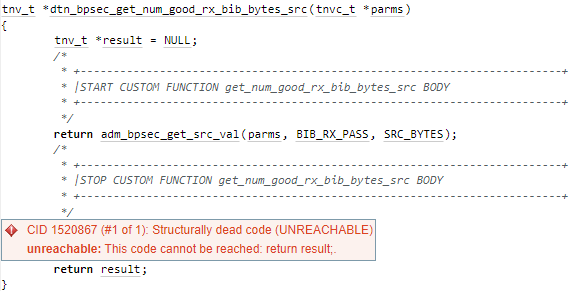 tnv_t *dtn_bpsec_get_num_good_rx_bib_bytes_src(tnvc_t *parms)
{
tnv_t *result = NULL;
/*
* +-------------------------------------------------------------------------+
* |START CUSTOM FUNCTION get_num_good_rx_bib_bytes_src BODY
* +-------------------------------------------------------------------------+
*/
return adm_bpsec_get_src_val(parms, BIB_RX_PASS, SRC_BYTES);
/*
* +-------------------------------------------------------------------------+
* |STOP CUSTOM FUNCTION get_num_good_rx_bib_bytes_src BODY
* +-------------------------------------------------------------------------+
*/
CID 1520867 (#1 of 1): Structurally dead code (UNREACHABLE)
unreachable: This code cannot be reached: return result;.
return result;
}